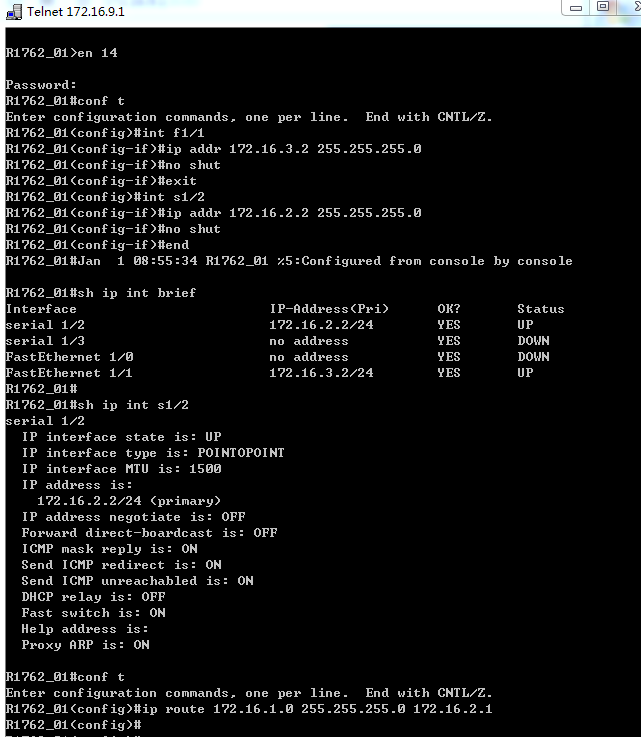 Telnet 172.16.9.1
R1762_01>en 14
Password:
R1762_01#conf t
Enter configuration commands, one per line.  End with CNTL/Z.
R1762_01(config)#int f1/1
R1762_01(config-if)#ip addr 172.16.3.2 255.255.255.0
R1762_01(config-if)#no shut
R1762_01(config-if)#exit
R1762_01(config)#int s1/2
R1762_01(config-if)#ip addr 172.16.2.2 255.255.255.0
R1762_01(config-if)#no shut
R1762_01(config-if)#end
R1762_01#Jan  1 08:55:34 R1762_01 %5:Configured from console by console
R1762_01#sh ip int brief
Interface IP-Address(Pri) OK? Status
serial 1/2 172.16.2.2/24 YES UP
serial 1/3 no address YES DOWN
FastEthernet 1/0 no address YES DOWN
FastEthernet 1/1 172.16.3.2/24 YES UP
R1762_01#
R1762_01#sh ip int s1/2
serial 1/2
IP interface state is: UP
IP interface type is: POINTOPOINT
IP interface MTU is: 1500
IP address is:
172.16.2.2/24 (primary)
IP address negotiate is: OFF
Forward direct-boardcast is: OFF
ICMP mask reply is: ON
Send ICMP redirect is: ON
Send ICMP unreachabled is: ON
DHCP relay is: OFF
Fast switch is: ON
Help address is:
Proxy ARP is: ON
R1762_01#conf t
Enter configuration commands, one per line.  End with CNTL/Z.
R1762_01(config)#ip route 172.16.1.0 255.255.255.0 172.16.2.1
R1762_01(config)#